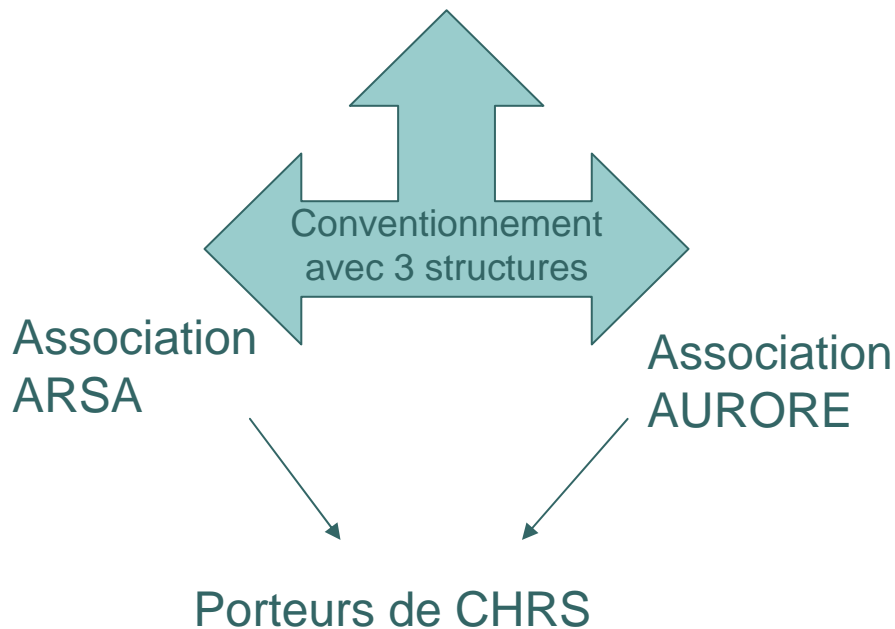 Conventionnement
avec 3 structures
Association
ARSA
Association
AURORE
Porteurs de CHRS